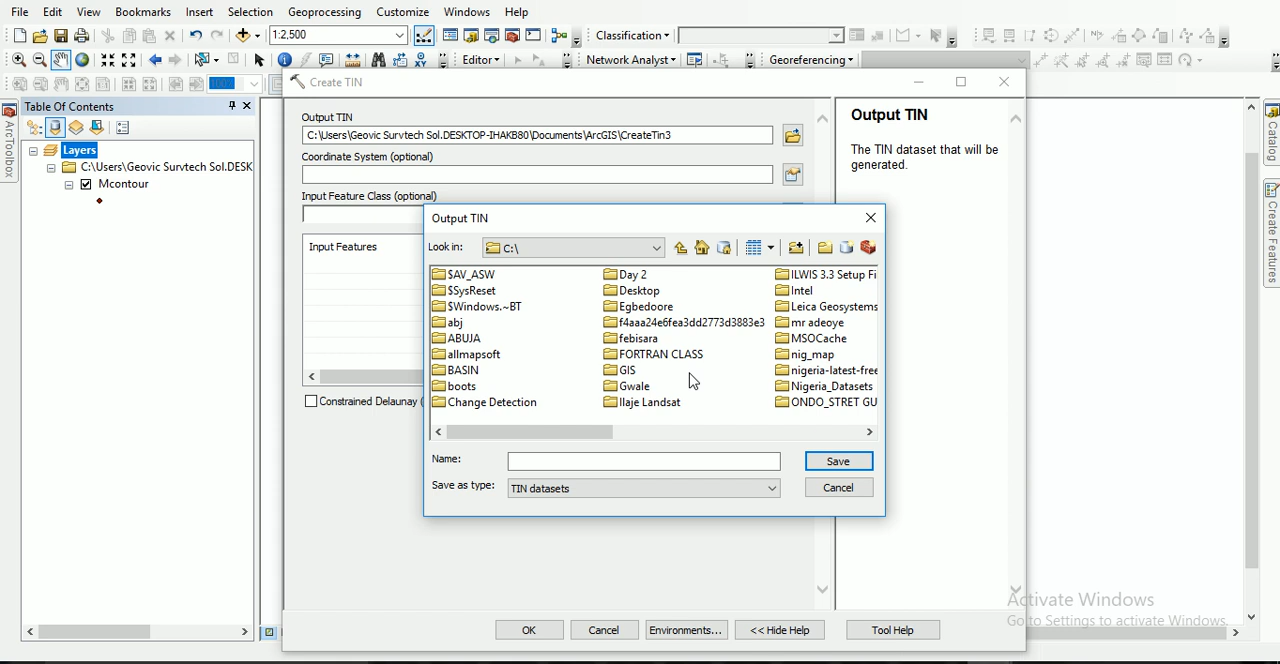 File Edit View Bookmarks Insert Selection Geoprocessing Customize Windows Help
1:2,500 Classification
Editor Network Analyst Georeferencing
100%
Table Of Contents
Layers
C:\Users\Geovic Survtech Sol.DESK
Mcontour
ArcToolbox
Catalog
Create Features
Create TIN
Output TIN
C:\Users\Geovic Survtech Sol.DESKTOP-IHAKB80\Documents\ArcGIS\CreateTin3
Coordinate System (optional)
Input Feature Class (optional)
Input Features
Constrained Delaunay (
Output TIN
The TIN dataset that will be
generated.
Output TIN
Look in: C:\
$AV_ASW Day 2 ILWIS 3.3 Setup Fi
$SysReset Desktop Intel
$Windows.~BT Egbedoore Leica Geosystems
abj f4aaa24e6fea3dd2773d3883e3 mr adeoye
ABUJA febisara MSOCache
allmapsoft FORTRAN CLASS nig_map
BASIN GIS nigeria-latest-free
boots Gwale Nigeria_Datasets
Change Detection Ilaje Landsat ONDO_STRET GU
Name: Save
Save as type: TIN datasets Cancel
OK Cancel Environments... << Hide Help Tool Help
Activate Windows
Go to Settings to activate Windows.